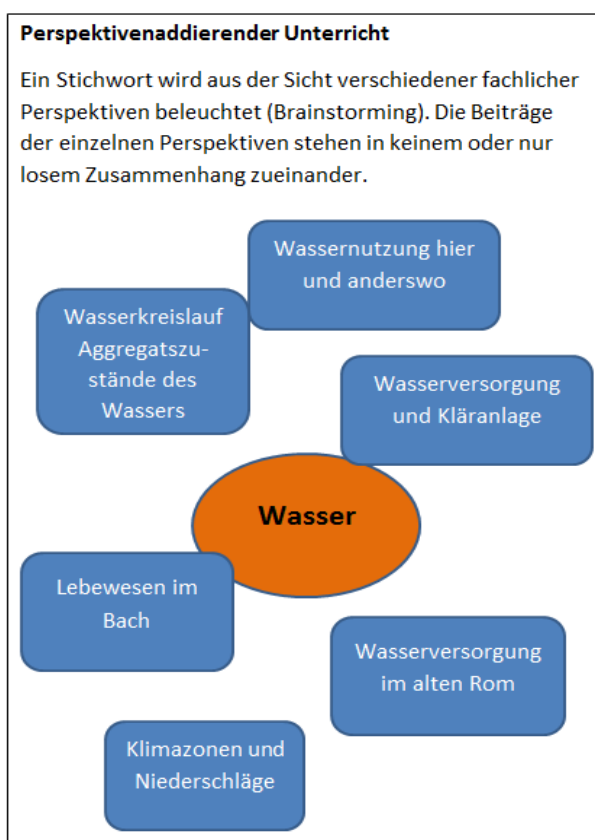 Perspektivenaddierender Unterricht
Ein Stichwort wird aus der Sicht verschiedener fachlicher
Perspektiven beleuchtet (Brainstorming). Die Beiträge
der einzelnen Perspektiven stehen in keinem oder nur
losem Zusammenhang zueinander.
Wassernutzung hier
und anderswo
Wasserkreislauf
Aggregatszu-
stände des
Wassers
Wasserversorgung
und Kläranlage
Wasser
Lebewesen im
Bach
Wasserversorgung
im alten Rom
Klimazonen und
Niederschläge